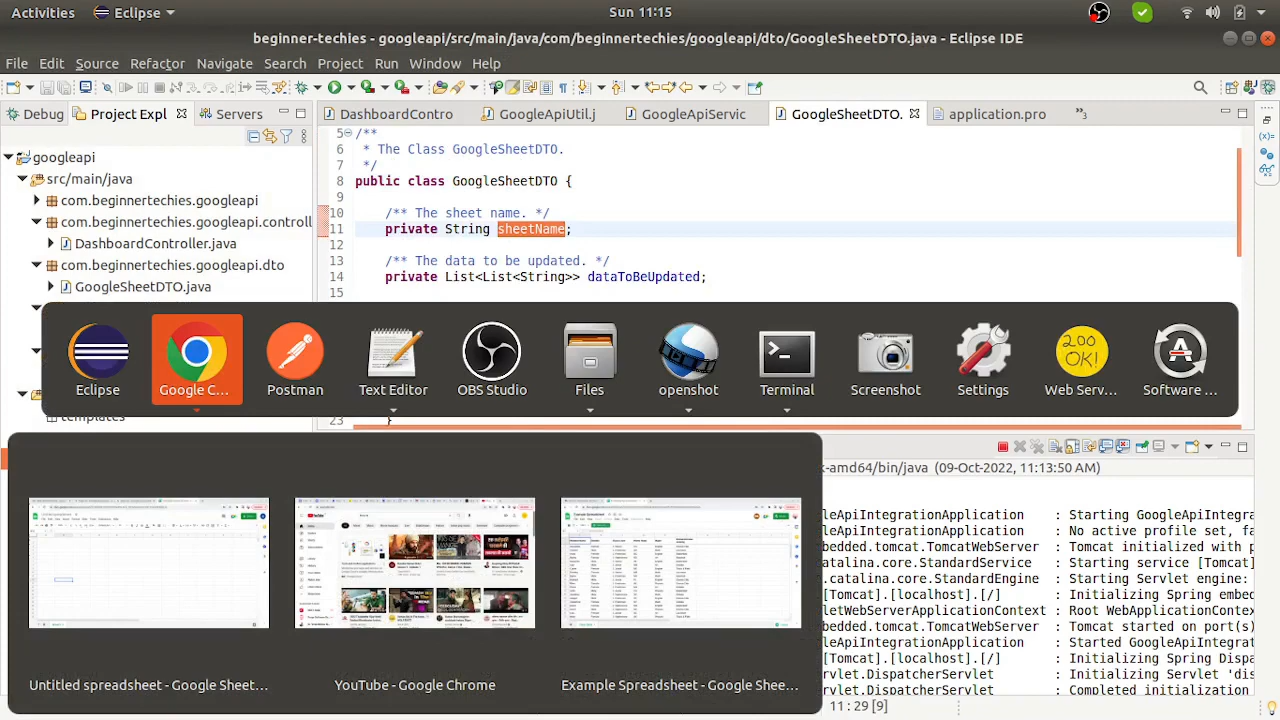 Activities
Eclipse
Sun 11:15
beginner-techies - googleapi/src/main/java/com/beginnertechies/googleapi/dto/GoogleSheetDTO.java - Eclipse IDE
File Edit Source Refactor Navigate Search Project Run Window Help
Debug
Project Expl
Servers
DashboardContro
GoogleApiUtil.j
GoogleApiServic
GoogleSheetDTO.
application.pro
»3
googleapi
src/main/java
com.beginnertechies.googleapi
com.beginnertechies.googleapi.controll
DashboardController.java
com.beginnertechies.googleapi.dto
GoogleSheetDTO.java
templates
5 /**
6 * The Class GoogleSheetDTO.
7 */
8 public class GoogleSheetDTO {
9
10 /** The sheet name. */
11 private String sheetName;
12
13 /** The data to be updated. */
14 private List<List<String>> dataToBeUpdated;
15
Eclipse
Google C...
Postman
Text Editor
OBS Studio
Files
openshot
Terminal
Screenshot
Settings
200 OK!
Web Serv...
Software ...
23 }
k-amd64/bin/java (09-Oct-2022, 11:13:50 AM)
gleApiIntegrationApplication : Starting GoogleApiIntegra
gleApiIntegrationApplication : No active profile set, fa
bedded.tomcat.TomcatWebServer : Tomcat initialized with p
catalina.core.StandardService : Starting service [Tomcat]
catalina.core.StandardEngine : Starting Servlet engine:
[Tomcat].[localhost].[/] : Initializing Spring embed
letWebServerApplicationContext : Root WebApplicationContex
bedded.tomcat.TomcatWebServer : Tomcat started on port(s)
gleApiIntegrationApplication : Started GoogleApiIntegrat
[Tomcat].[localhost].[/] : Initializing Spring Dispa
rvlet.DispatcherServlet : Initializing Servlet 'dis
rvlet.DispatcherServlet : Completed initialization
Untitled spreadsheet - Google Sheet...
YouTube - Google Chrome
Example Spreadsheet - Google Shee...
11 : 29 [9]